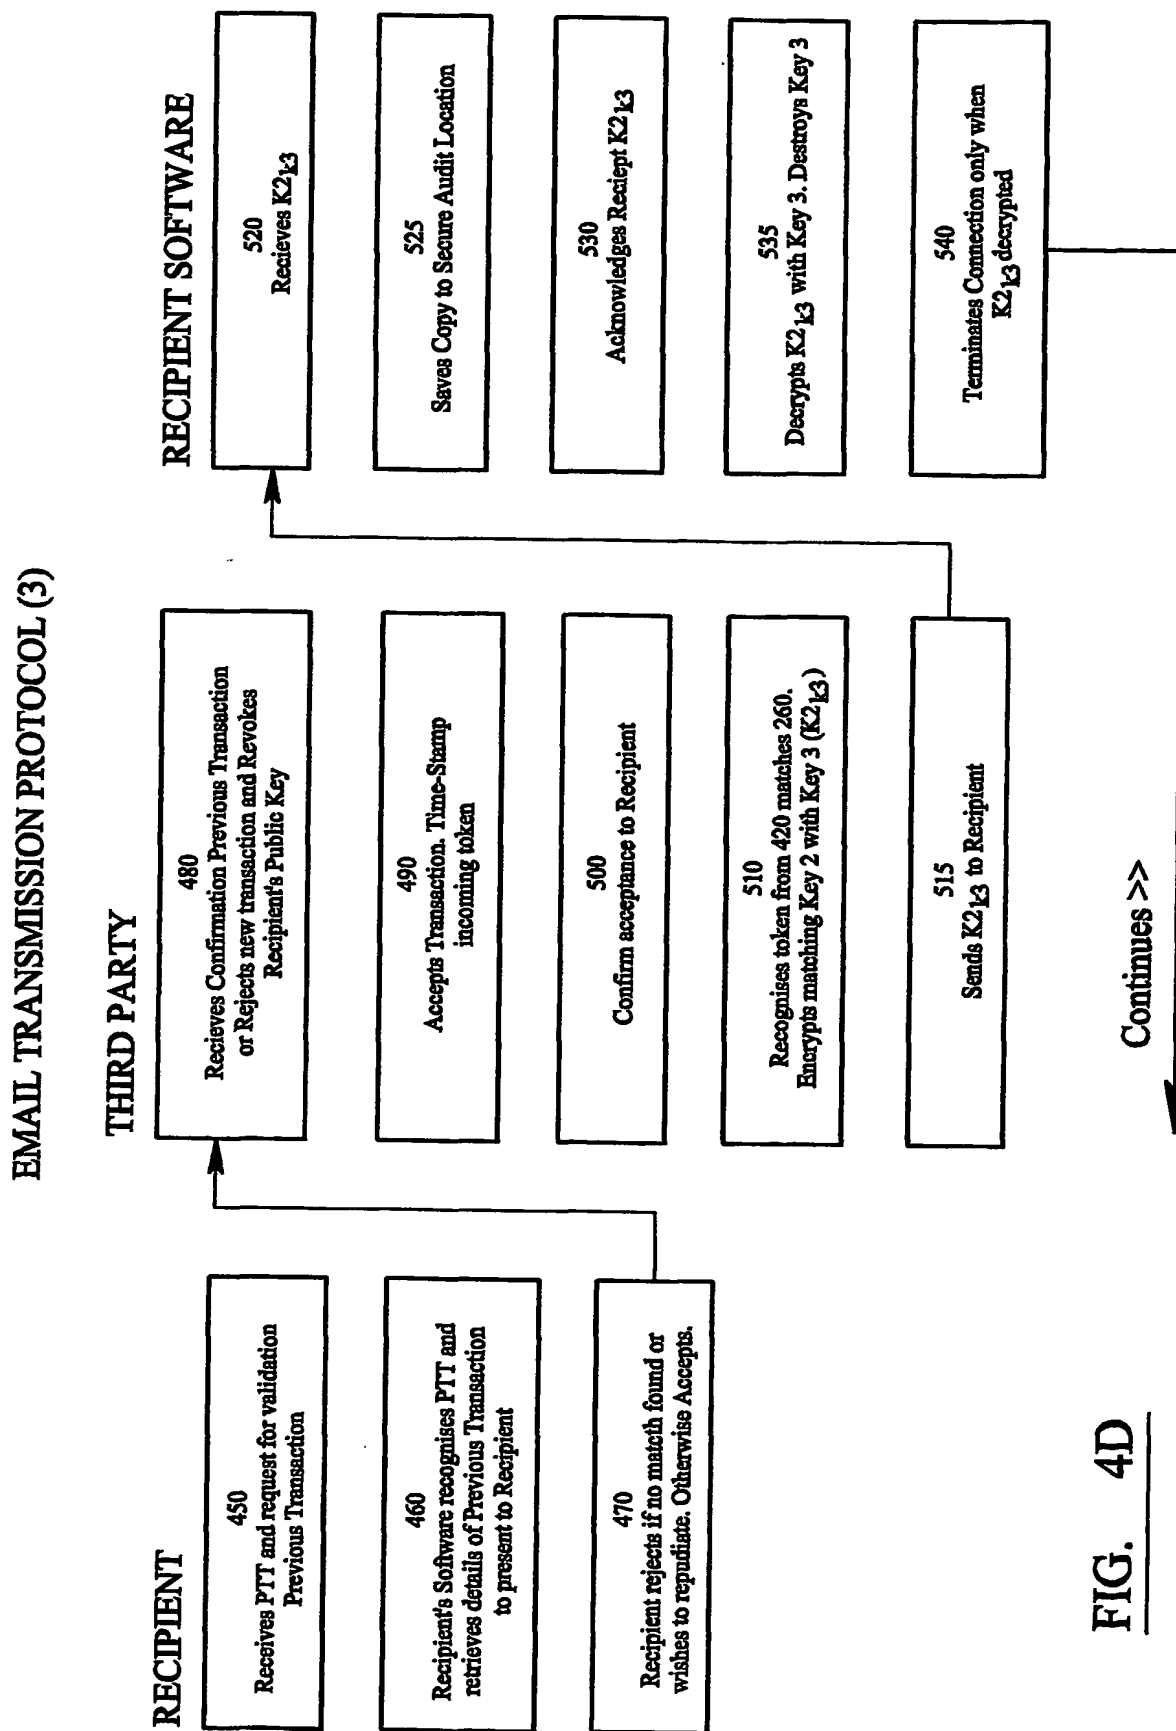 EMAIL TRANSMISSION PROTOCOL (3)
RECIPIENT
450
Receives PTT and request for validation
Previous Transaction
460
Recipient's Software recognises PTT and
retrieves details of Previous Transaction
to present to Recipient
470
Recipient rejects if no matcth found or
wishes to repudiate. Otherwise Accepts.
THIRD PARTY
480
Recieves Confirmation Previous Transaction
or Rejects new transaction and Revokes
Recipient's Public Key
490
Accepts Transaction. Time-Stamp
incoming token
500
Confirm acceptance to Recipient
510
Recognises token from 420 matches 260.
Encrypts matching Key 2 with Key 3 (K2k3)
515
Sends K2k3 to Recipient
RECIPIENT SOFTWARE
520
Recieves K2k3
525
Saves Copy to Secure Audit Location
530
Acknowledges Reciept K2k3
535
Decrypts K2k3 with Key 3. Destroys Key 3
540
Terminates Connection only when
K2k3 decrypted
Continues >>
FIG. 4D